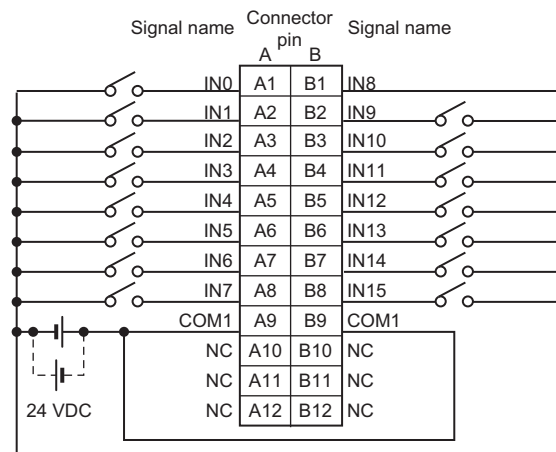 Signal name Connector pin Signal name
A B
IN0 A1 B1 IN8
IN1 A2 B2 IN9
IN2 A3 B3 IN10
IN3 A4 B4 IN11
IN4 A5 B5 IN12
IN5 A6 B6 IN13
IN6 A7 B7 IN14
IN7 A8 B8 IN15
COM1 A9 B9 COM1
NC A10 B10 NC
NC A11 B11 NC
24 VDC NC A12 B12 NC